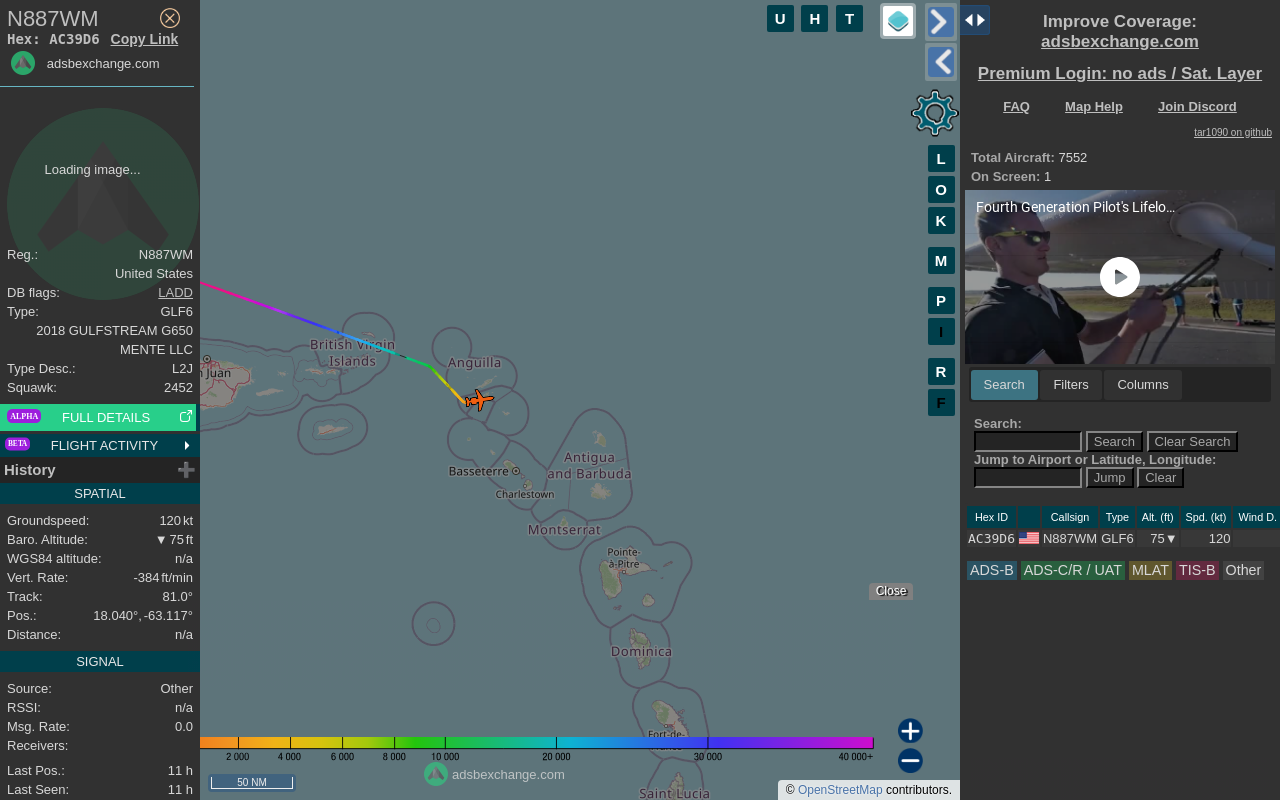 N887WM
Hex: AC39D6 Copy Link
adsbexchange.com
Loading image...
Reg.: N887WM
United States
DB flags: LADD
Type: GLF6
2018 GULFSTREAM G650
MENTE LLC
Type Desc.: L2J
Squawk: 2452
ALPHA FULL DETAILS
BETA FLIGHT ACTIVITY
History
SPATIAL
Groundspeed: 120 kt
Baro. Altitude: ▼ 75 ft
WGS84 altitude: n/a
Vert. Rate: -384 ft/min
Track: 81.0°
Pos.: 18.040°, -63.117°
Distance: n/a
SIGNAL
Source: Other
RSSI: n/a
Msg. Rate: 0.0
Receivers:
Last Pos.: 11 h
Last Seen: 11 h
U H T
L
O
K
M
P
I
R
F
British Virgin
Islands
Anguilla
n Juan
Basseterre
Charlestown
Antigua
and Barbuda
Montserrat
Pointe-
à-Pitre
Dominica
Fort-de-
Saint Lucia
Close
2 000 4 000 6 000 8 000 10 000 20 000 30 000 40 000+
50 NM
adsbexchange.com
© OpenStreetMap contributors.
Improve Coverage:
adsbexchange.com
Premium Login: no ads / Sat. Layer
FAQ Map Help Join Discord
tar1090 on github
Total Aircraft: 7552
On Screen: 1
Fourth Generation Pilot's Lifelo…
Search Filters Columns
Search:
Search Clear Search
Jump to Airport or Latitude, Longitude:
Jump Clear
Hex ID Callsign Type Alt. (ft) Spd. (kt) Wind D.
AC39D6 N887WM GLF6 75▼ 120
ADS-B ADS-C/R / UAT MLAT TIS-B Other